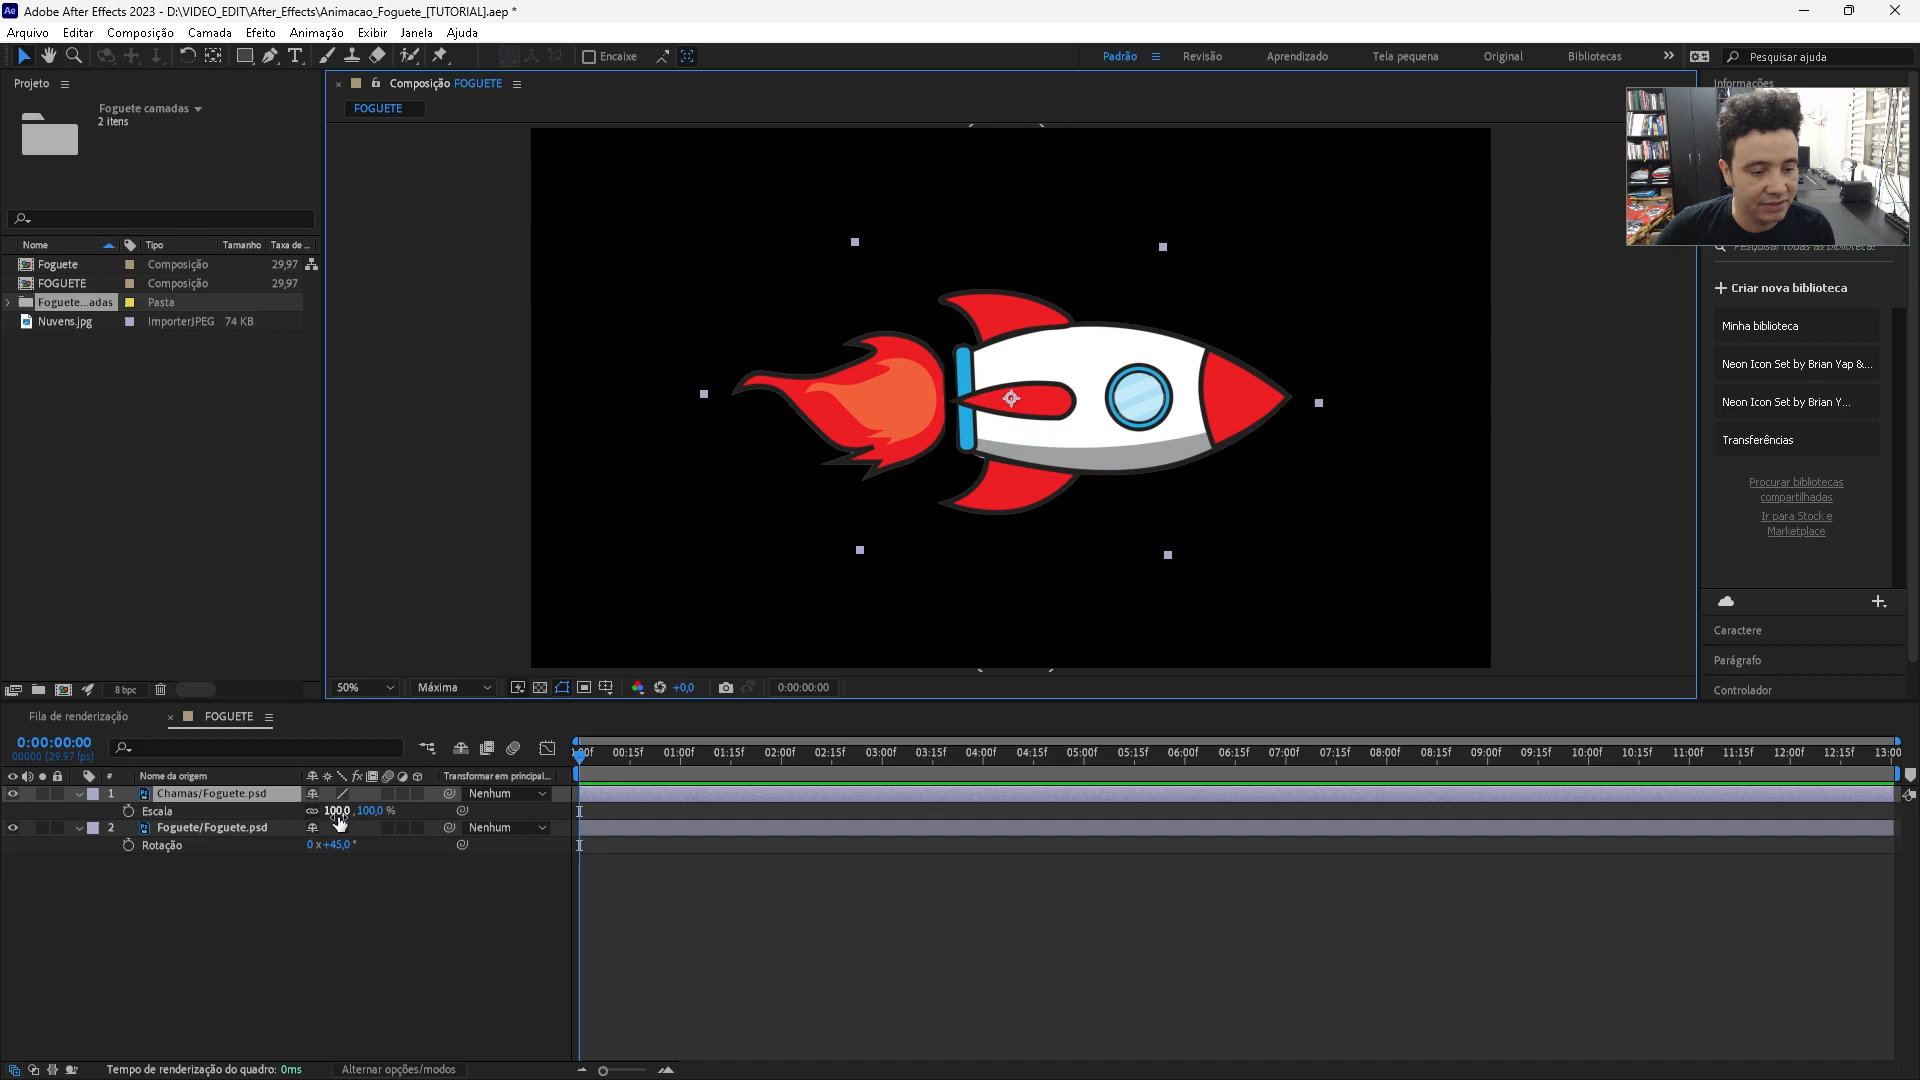 Adobe After Effects 2023 - D:\VIDEO_EDIT\After_Effects\Animacao_Foguete_[TUTORIAL].aep *
Arquivo Editar Composição Camada Efeito Animação Exibir Janela Ajuda
Encaixe
Padrão Revisão Aprendizado Tela pequena Original Bibliotecas
Pesquisar ajuda
Projeto
Foguete camadas
2 itens
Nome Tipo Tamanho Taxa de ...
Foguete Composição 29,97
FOGUETE Composição 29,97
Foguete...adas Pasta
Nuvens.jpg ImporterJPEG 74 KB
8 bpc
Composição FOGUETE
FOGUETE
50% Máxima +0,0 0:00:00:00
Informações
Pesquisar todas as bibliotecas
Criar nova biblioteca
Minha biblioteca
Neon Icon Set by Brian Yap &...
Neon Icon Set by Brian Y...
Transferências
Procurar bibliotecas
compartilhadas
Ir para Stock e
Marketplace
Caractere
Parágrafo
Controlador
Fila de renderização FOGUETE
0:00:00:00
00000 (29.97 fps)
:00f 00:15f 01:00f 01:15f 02:00f 02:15f 03:00f 03:15f 04:00f 04:15f 05:00f 05:15f 06:00f 06:15f 07:00f 07:15f 08:00f 08:15f 09:00f 09:15f 10:00f 10:15f 11:00f 11:15f 12:00f 12:15f 13:00
# Nome da origem fx Transformar em principal...
1 Chamas/Foguete.psd Nenhum
Escala 100,0 , 100,0 %
2 Foguete/Foguete.psd Nenhum
Rotação 0 x +45,0 °
Tempo de renderização do quadro: 0ms Alternar opções/modos